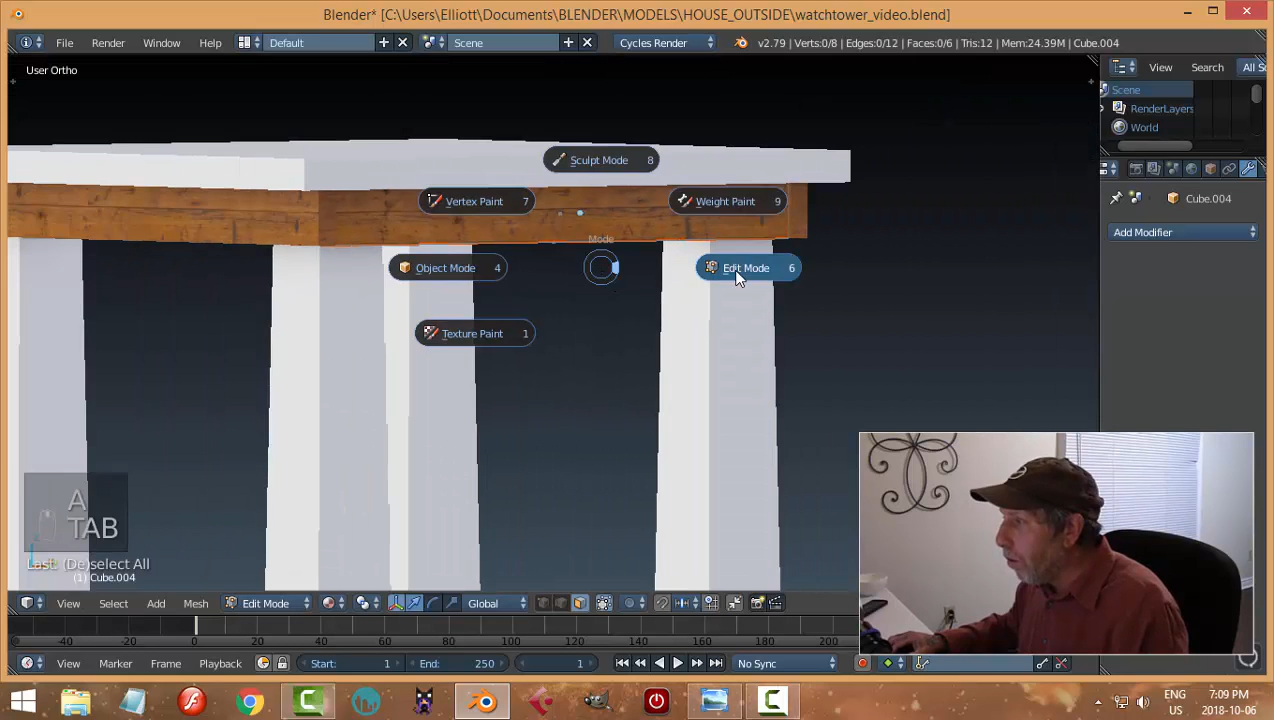 Blender* [C:\Users\Elliott\Documents\BLENDER\MODELS\HOUSE_OUTSIDE\watchtower_video.blend]
File Render Window Help Default Scene Cycles Render v2.79 | Verts:0/8 | Edges:0/12 | Faces:0/6 | Tris:12 | Mem:24.39M | Cube.004
User Ortho
View Search All S
Scene
RenderLayers
World
Sculpt Mode 8
Vertex Paint 7
Weight Paint 9
Cube.004
Add Modifier
Mode
Object Mode 4
Edit Mode 6
Texture Paint 1
A
TAB
Last: (De)select All
(1) Cube.004
View Select Add Mesh Edit Mode Global
-40 -20 0 20 40 60 80 100 120 140 160 180 200
View Marker Frame Playback Start: 1 End: 250 1 No Sync
ENG
US
7:09 PM
2018-10-06